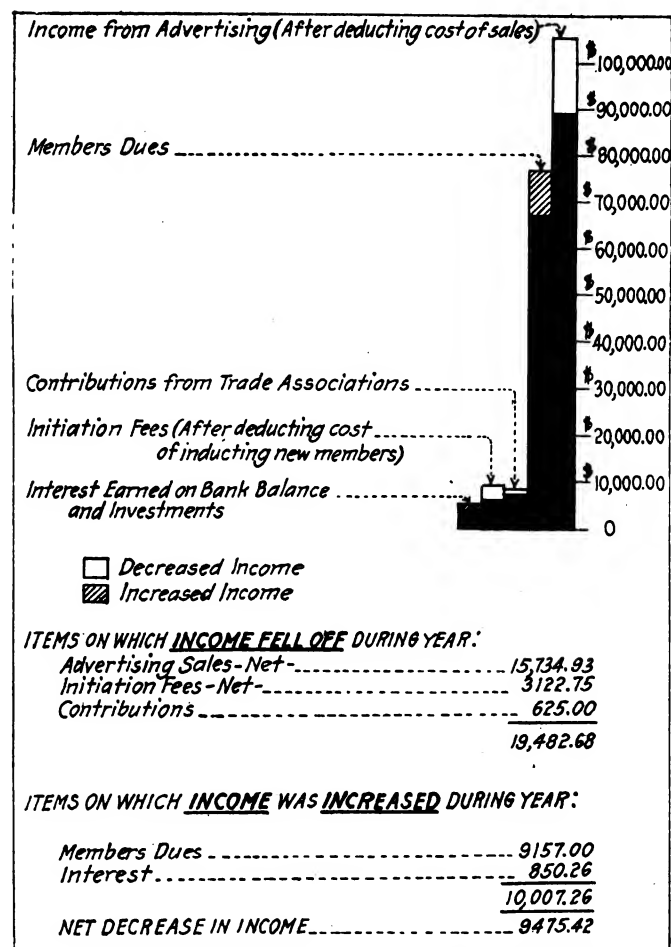 Income from Advertising (After deducting cost of sales)
$ 100,000.00
$ 90,000.00
Members Dues
$ 80,000.00
$ 70,000.00
$ 60,000.00
$ 50,000.00
$ 40,000.00
Contributions from Trade Associations
$ 30,000.00
Initiation Fees (After deducting cost
of inducting new members)
$ 20,000.00
Interest Earned on Bank Balance
and Investments
$ 10,000.00
0
Decreased Income
Increased Income
ITEMS ON WHICH INCOME FELL OFF DURING YEAR:
Advertising Sales-Net- 15,734.93
Initiation Fees-Net- 3122.75
Contributions 625.00
19,482.68
ITEMS ON WHICH INCOME WAS INCREASED DURING YEAR:
Members Dues 9157.00
Interest 850.26
10,007.26
NET DECREASE IN INCOME 9475.42